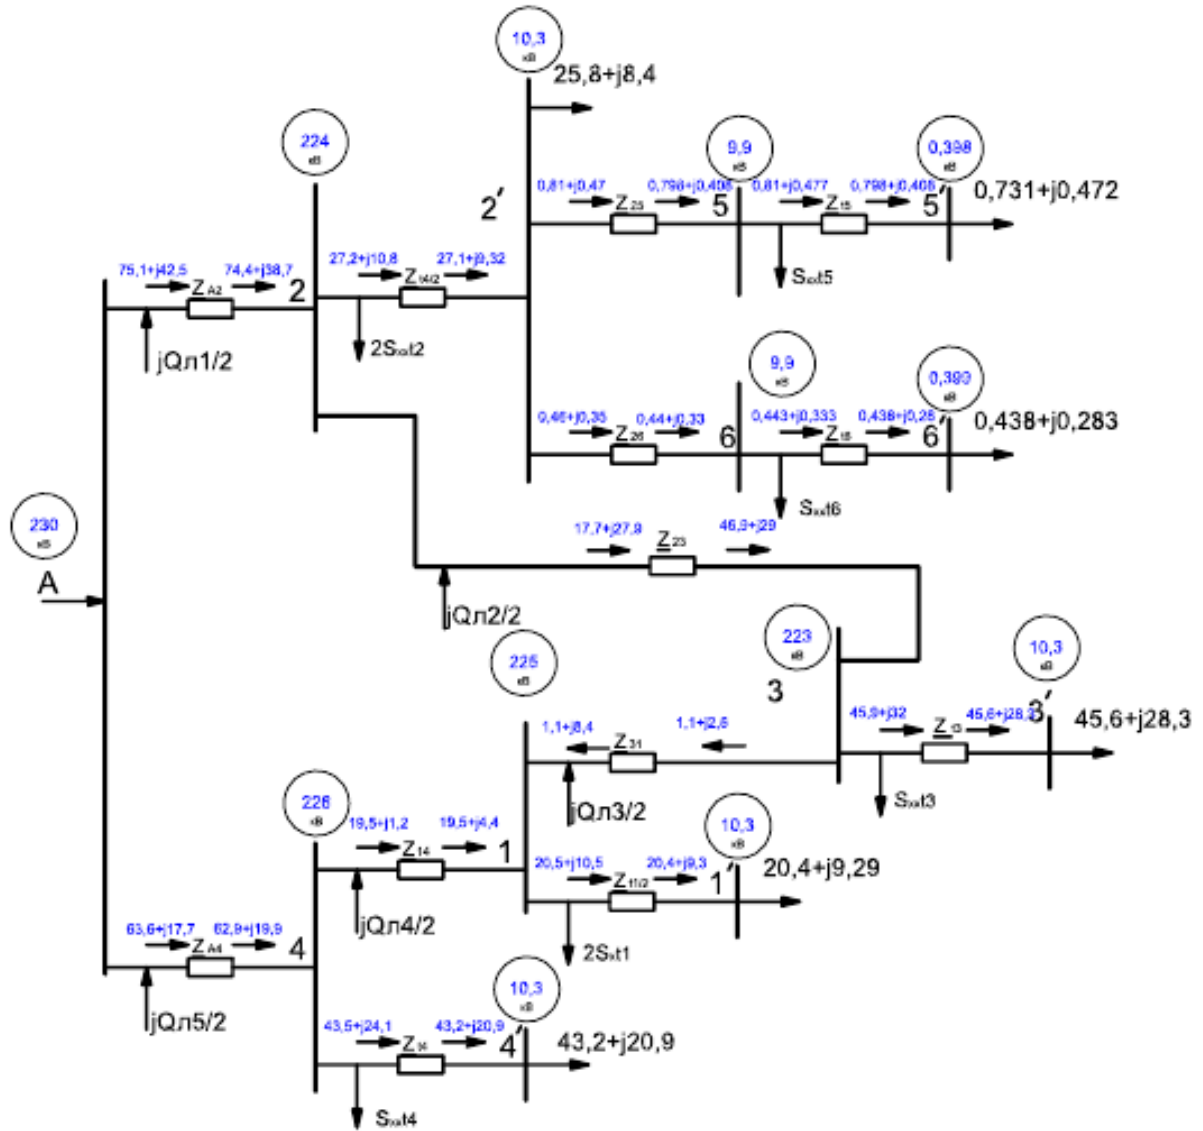 10,3
кВ
25,8+j8,4
224
кВ
9,9
кВ
0,398
кВ
2′
0,81+j0,47
Z23
0,798+j0,408
5
0,81+j0,477
Zt5
0,798+j0,408
5′
0,731+j0,472
75,1+j42,5
ZA2
74,4+j38,7
2
27,2+j10,8
Zt4/2
27,1+j9,32
Sxxt5
jQл1/2
2Sxxt2
9,9
кВ
0,399
кВ
0,46+j0,35
Z26
0,44+j0,33
6
0,443+j0,333
Zt6
0,438+j0,28
6′
0,438+j0,283
230
кВ
A
Sxxt6
17,7+j27,9
Z23
46,9+j29
jQл2/2
225
кВ
223
кВ
10,3
кВ
3
1,1+j8,4
Z31
1,1+j2,6
45,9+j32
Zt3
45,6+j28,3
3′
45,6+j28,3
jQл3/2
Sxxt3
226
кВ
10,3
кВ
19,5+j1,2
Z14
19,5+j4,4
1
20,5+j10,5
Zt1/2
20,4+j9,3
1′
20,4+j9,29
jQл4/2
2Sxt1
63,6+j17,7
ZA4
62,9+j19,9
4
10,3
кВ
jQл5/2
43,5+j24,1
Zt4
43,2+j20,9
4′
43,2+j20,9
Sxxt4